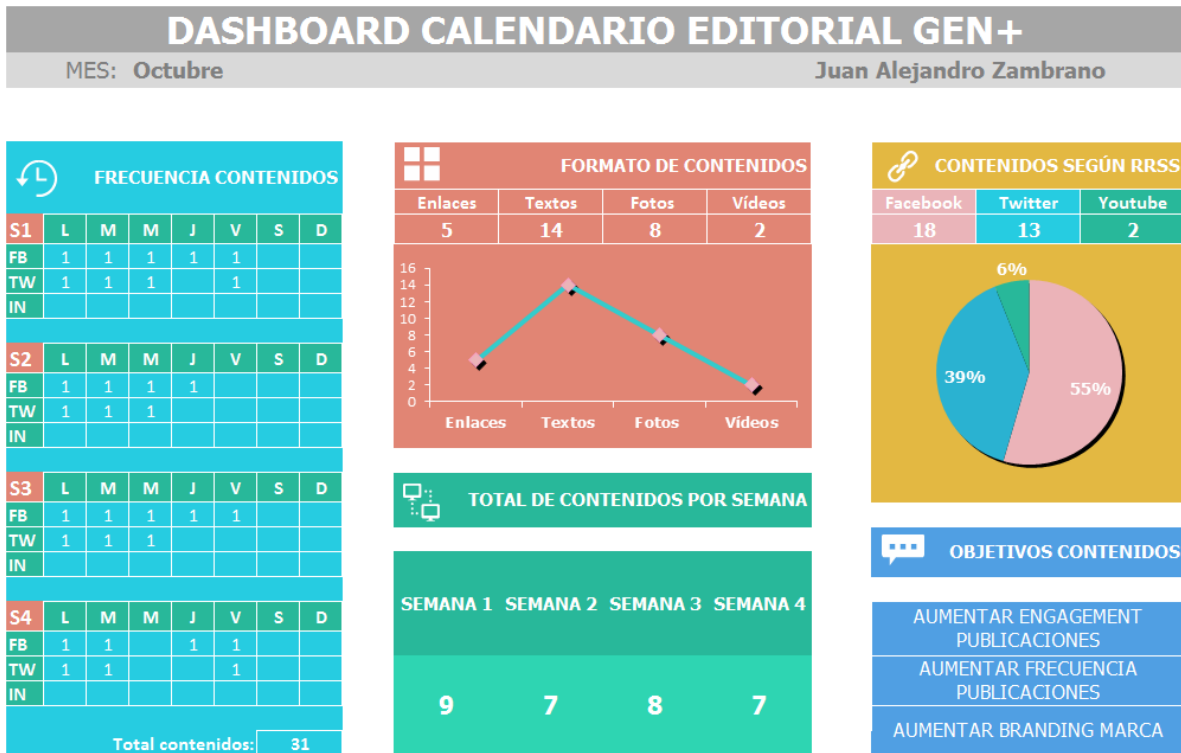 DASHBOARD CALENDARIO EDITORIAL GEN+
MES: Octubre Juan Alejandro Zambrano
FRECUENCIA CONTENIDOS
S1 L M M J V S D
FB 1 1 1 1 1
TW 1 1 1 1
IN
S2 L M M J V S D
FB 1 1 1 1
TW 1 1 1
IN
S3 L M M J V S D
FB 1 1 1 1 1
TW 1 1 1
IN
S4 L M M J V S D
FB 1 1 1 1
TW 1 1 1
IN
Total contenidos: 31
FORMATO DE CONTENIDOS
Enlaces Textos Fotos Vídeos
5 14 8 2
16
14
12
10
8
6
4
2
0
Enlaces Textos Fotos Vídeos
TOTAL DE CONTENIDOS POR SEMANA
SEMANA 1 SEMANA 2 SEMANA 3 SEMANA 4
9 7 8 7
CONTENIDOS SEGÚN RRSS
Facebook Twitter Youtube
18 13 2
6%
39%
55%
OBJETIVOS CONTENIDOS
AUMENTAR ENGAGEMENT
PUBLICACIONES
AUMENTAR FRECUENCIA
PUBLICACIONES
AUMENTAR BRANDING MARCA